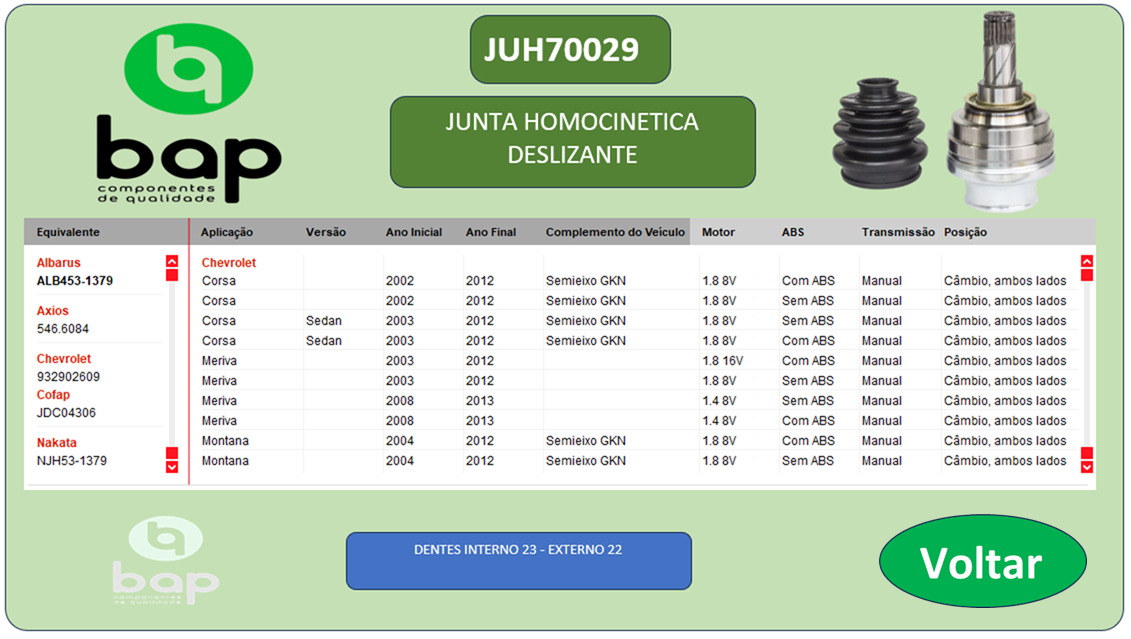 bap
componentes
de qualidade
JUH70029
JUNTA HOMOCINETICA
DESLIZANTE
Equivalente Aplicação Versão Ano Inicial Ano Final Complemento do Veículo Motor ABS Transmissão Posição
Albarus
ALB453-1379
Axios
546.6084
Chevrolet
932902609
Cofap
JDC04306
Nakata
NJH53-1379
Chevrolet
Corsa 2002 2012 Semieixo GKN 1.8 8V Com ABS Manual Câmbio, ambos lados
Corsa 2002 2012 Semieixo GKN 1.8 8V Sem ABS Manual Câmbio, ambos lados
Corsa Sedan 2003 2012 Semieixo GKN 1.8 8V Sem ABS Manual Câmbio, ambos lados
Corsa Sedan 2003 2012 Semieixo GKN 1.8 8V Com ABS Manual Câmbio, ambos lados
Meriva 2003 2012 1.8 16V Com ABS Manual Câmbio, ambos lados
Meriva 2003 2012 1.8 8V Sem ABS Manual Câmbio, ambos lados
Meriva 2008 2013 1.4 8V Sem ABS Manual Câmbio, ambos lados
Meriva 2008 2013 1.4 8V Com ABS Manual Câmbio, ambos lados
Montana 2004 2012 Semieixo GKN 1.8 8V Com ABS Manual Câmbio, ambos lados
Montana 2004 2012 Semieixo GKN 1.8 8V Sem ABS Manual Câmbio, ambos lados
bap
componentes
de qualidade
DENTES INTERNO 23 - EXTERNO 22
Voltar